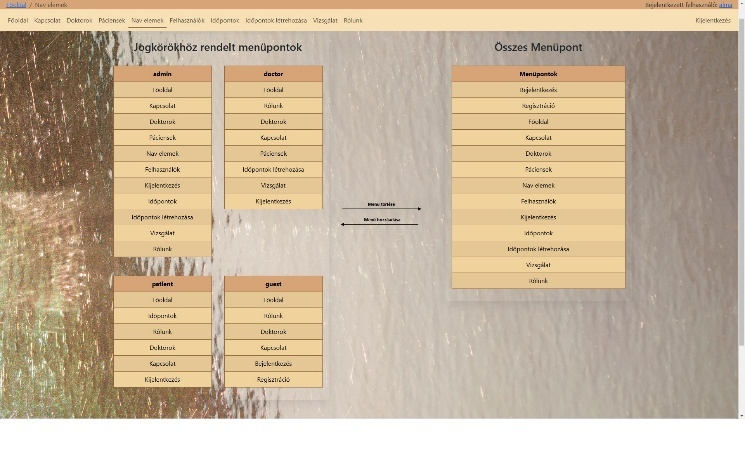 Főoldal / Nav elemek
Bejelentkezett felhasználó: alma
Főoldal Kapcsolat Doktorok Páciensek Nav elemek Felhasználók Időpontok Időpontok létrehozása Vizsgálat Rólunk Kijelentkezés
Jogkörökhöz rendelt menüpontok
admin
Főoldal
Kapcsolat
Doktorok
Páciensek
Nav elemek
Felhasználók
Kijelentkezés
Időpontok
Időpontok létrehozása
Vizsgálat
Rólunk
doctor
Főoldal
Rólunk
Doktorok
Kapcsolat
Páciensek
Időpontok létrehozása
Vizsgálat
Kijelentkezés
patient
Főoldal
Időpontok
Rólunk
Doktorok
Kapcsolat
Kijelentkezés
guest
Főoldal
Rólunk
Doktorok
Kapcsolat
Bejelentkezés
Regisztráció
Menü törlése
Menü hozzáadása
Összes Menüpont
Menüpontok
Bejelentkezés
Regisztráció
Főoldal
Kapcsolat
Doktorok
Páciensek
Nav elemek
Felhasználók
Kijelentkezés
Időpontok
Időpontok létrehozása
Vizsgálat
Rólunk